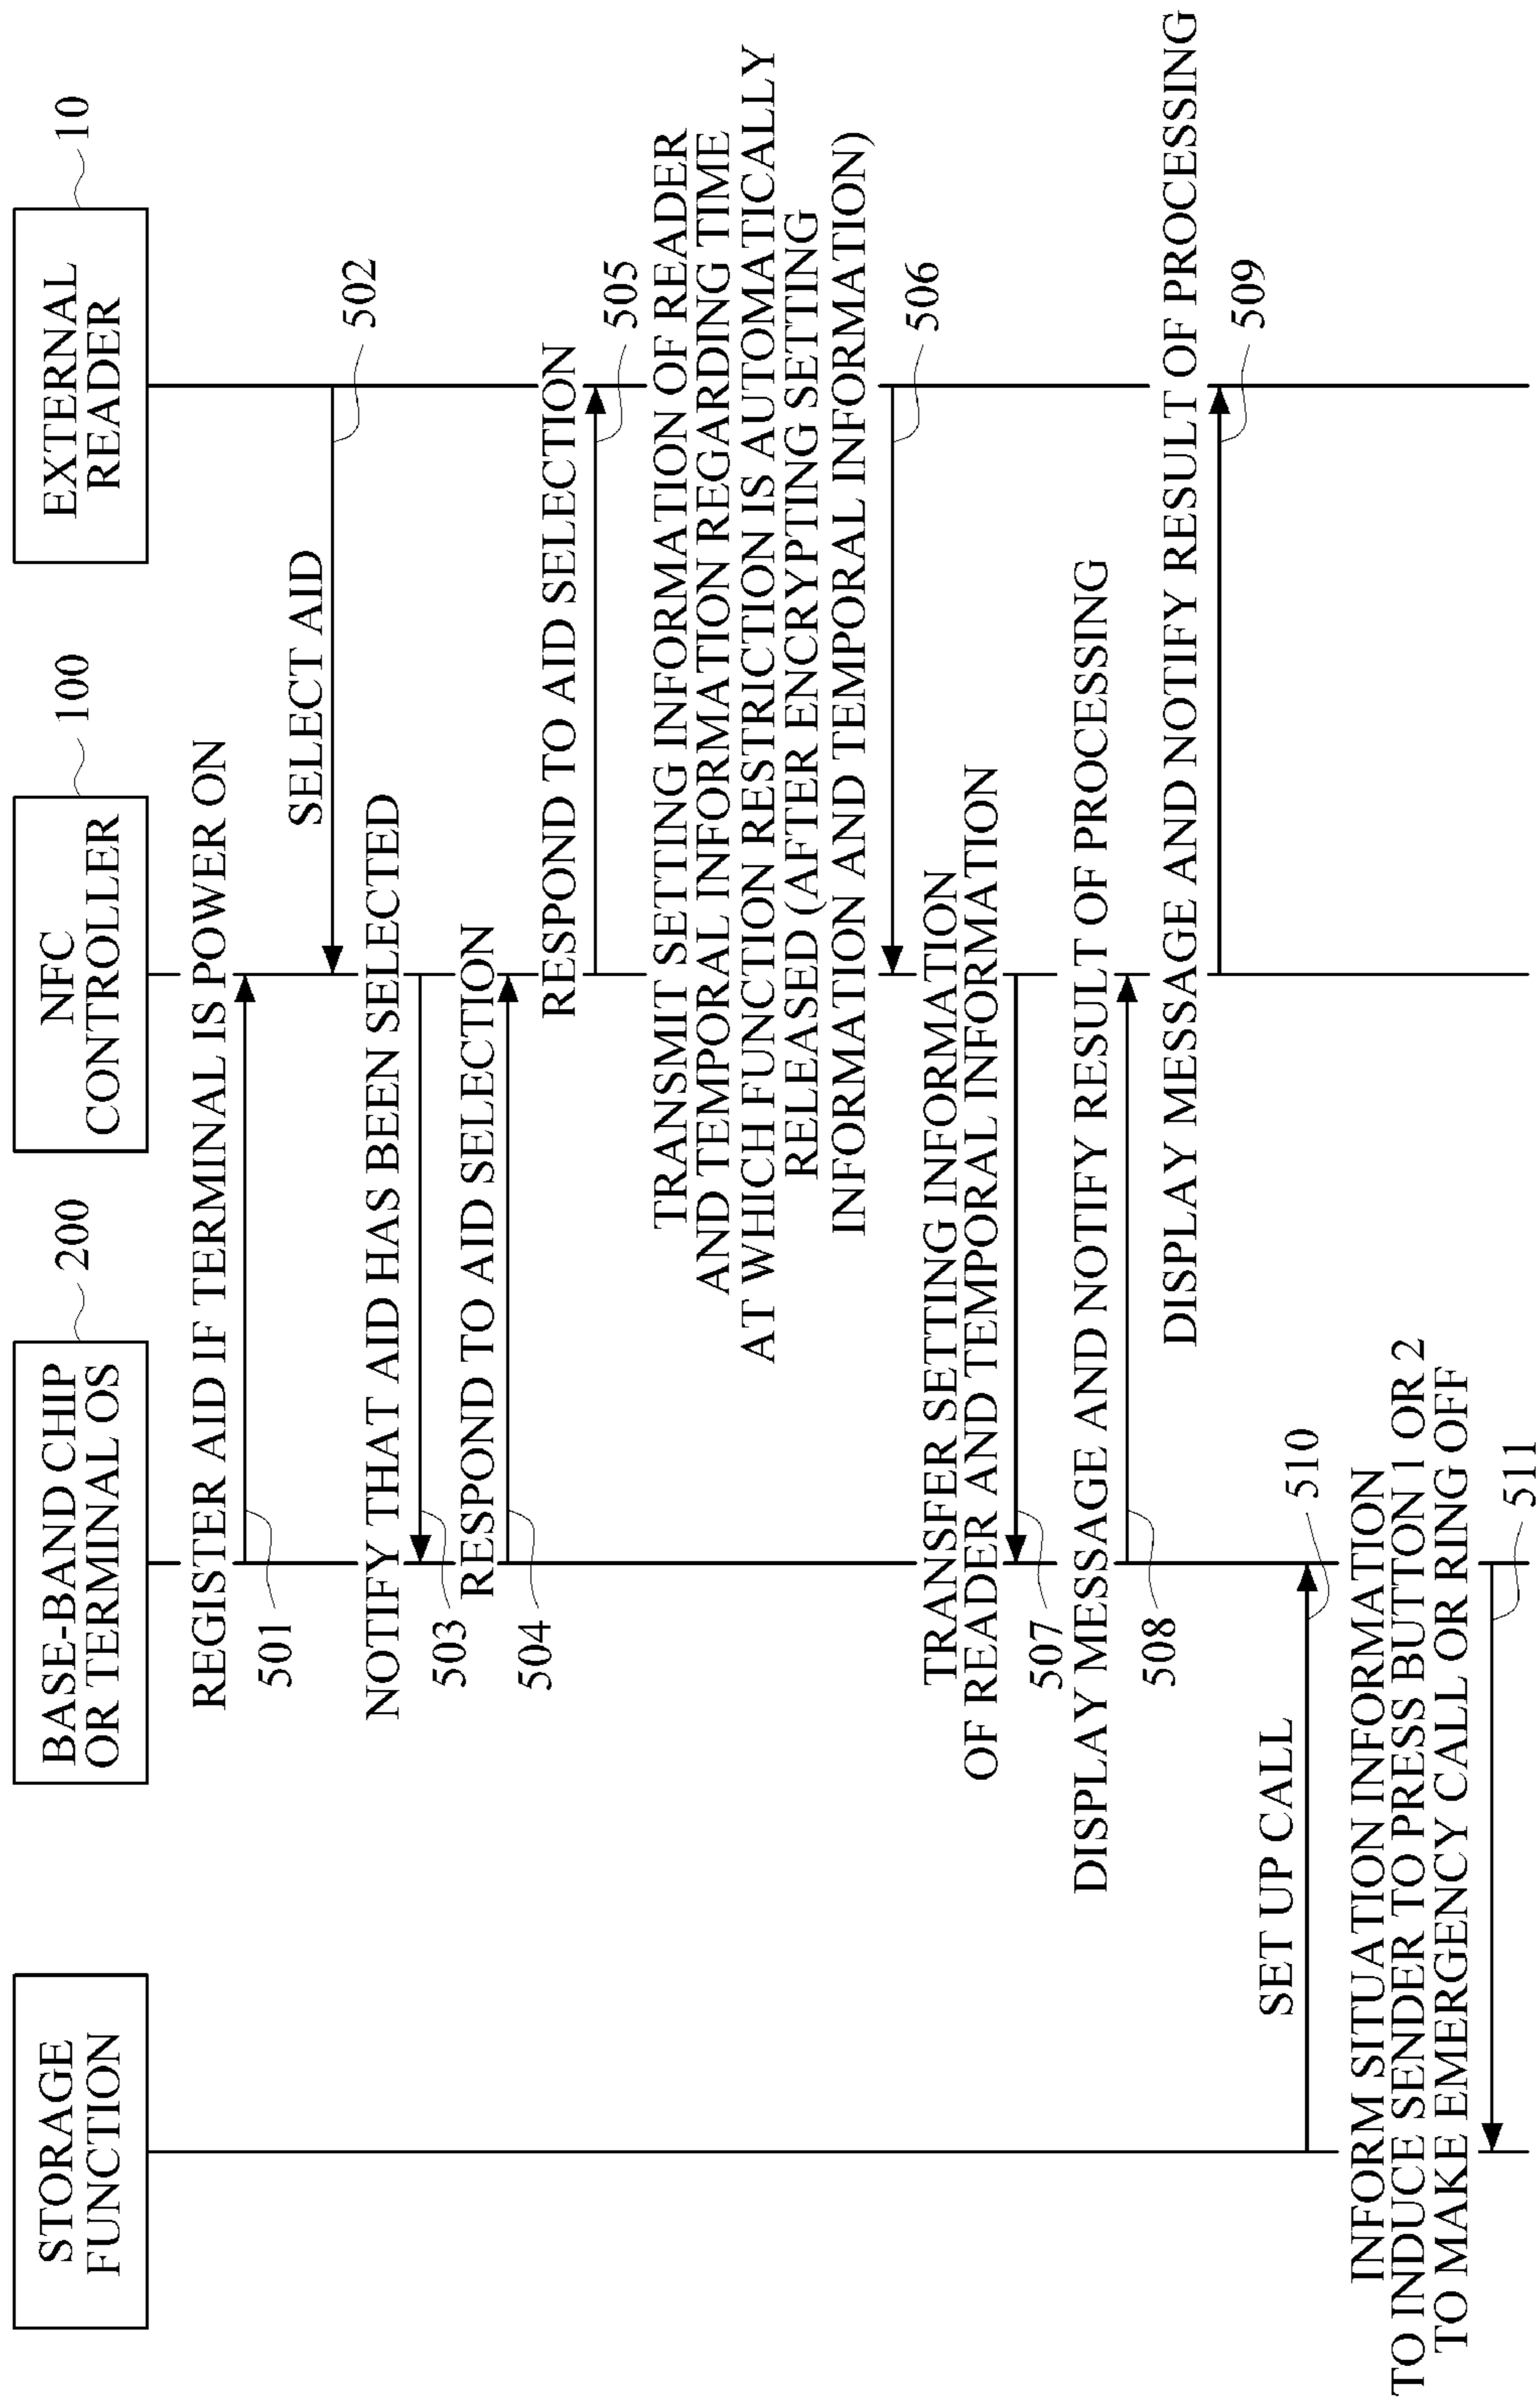 STORAGE
FUNCTION
BASE-BAND CHIP
OR TERMINAL OS
200
NFC
CONTROLLER
100
EXTERNAL
READER
10
REGISTER AID IF TERMINAL IS POWER ON
501
SELECT AID
502
NOTIFY THAT AID HAS BEEN SELECTED
503
RESPOND TO AID SELECTION
504
RESPOND TO AID SELECTION
505
TRANSMIT SETTING INFORMATION OF READER
AND TEMPORAL INFORMATION REGARDING TIME
AT WHICH FUNCTION RESTRICTION IS AUTOMATICALLY
RELEASED (AFTER ENCRYPTING SETTING
INFORMATION AND TEMPORAL INFORMATION)
506
TRANSFER SETTING INFORMATION
OF READER AND TEMPORAL INFORMATION
507
DISPLAY MESSAGE AND NOTIFY RESULT OF PROCESSING
508
DISPLAY MESSAGE AND NOTIFY RESULT OF PROCESSING
509
SET UP CALL
510
INFORM SITUATION INFORMATION
TO INDUCE SENDER TO PRESS BUTTON 1 OR 2
TO MAKE EMERGENCY CALL OR RING OFF
511